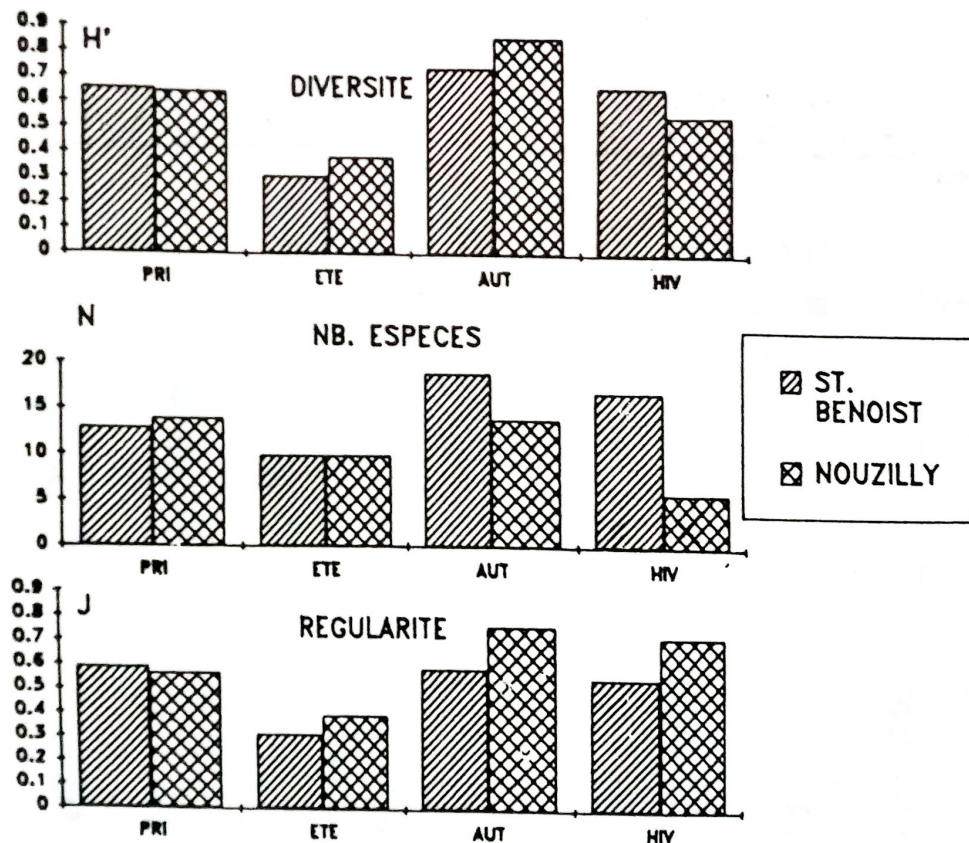 H'
DIVERSITE
0.9
0.8
0.7
0.6
0.5
0.4
0.3
0.2
0.1
0
PRI ETE AUT HIV
N
NB. ESPECES
20
15
10
5
0
PRI ETE AUT HIV
ST.
BENOIST
NOUZILLY
J
REGULARITE
0.9
0.8
0.7
0.6
0.5
0.4
0.3
0.2
0.1
0
PRI ETE AUT HIV